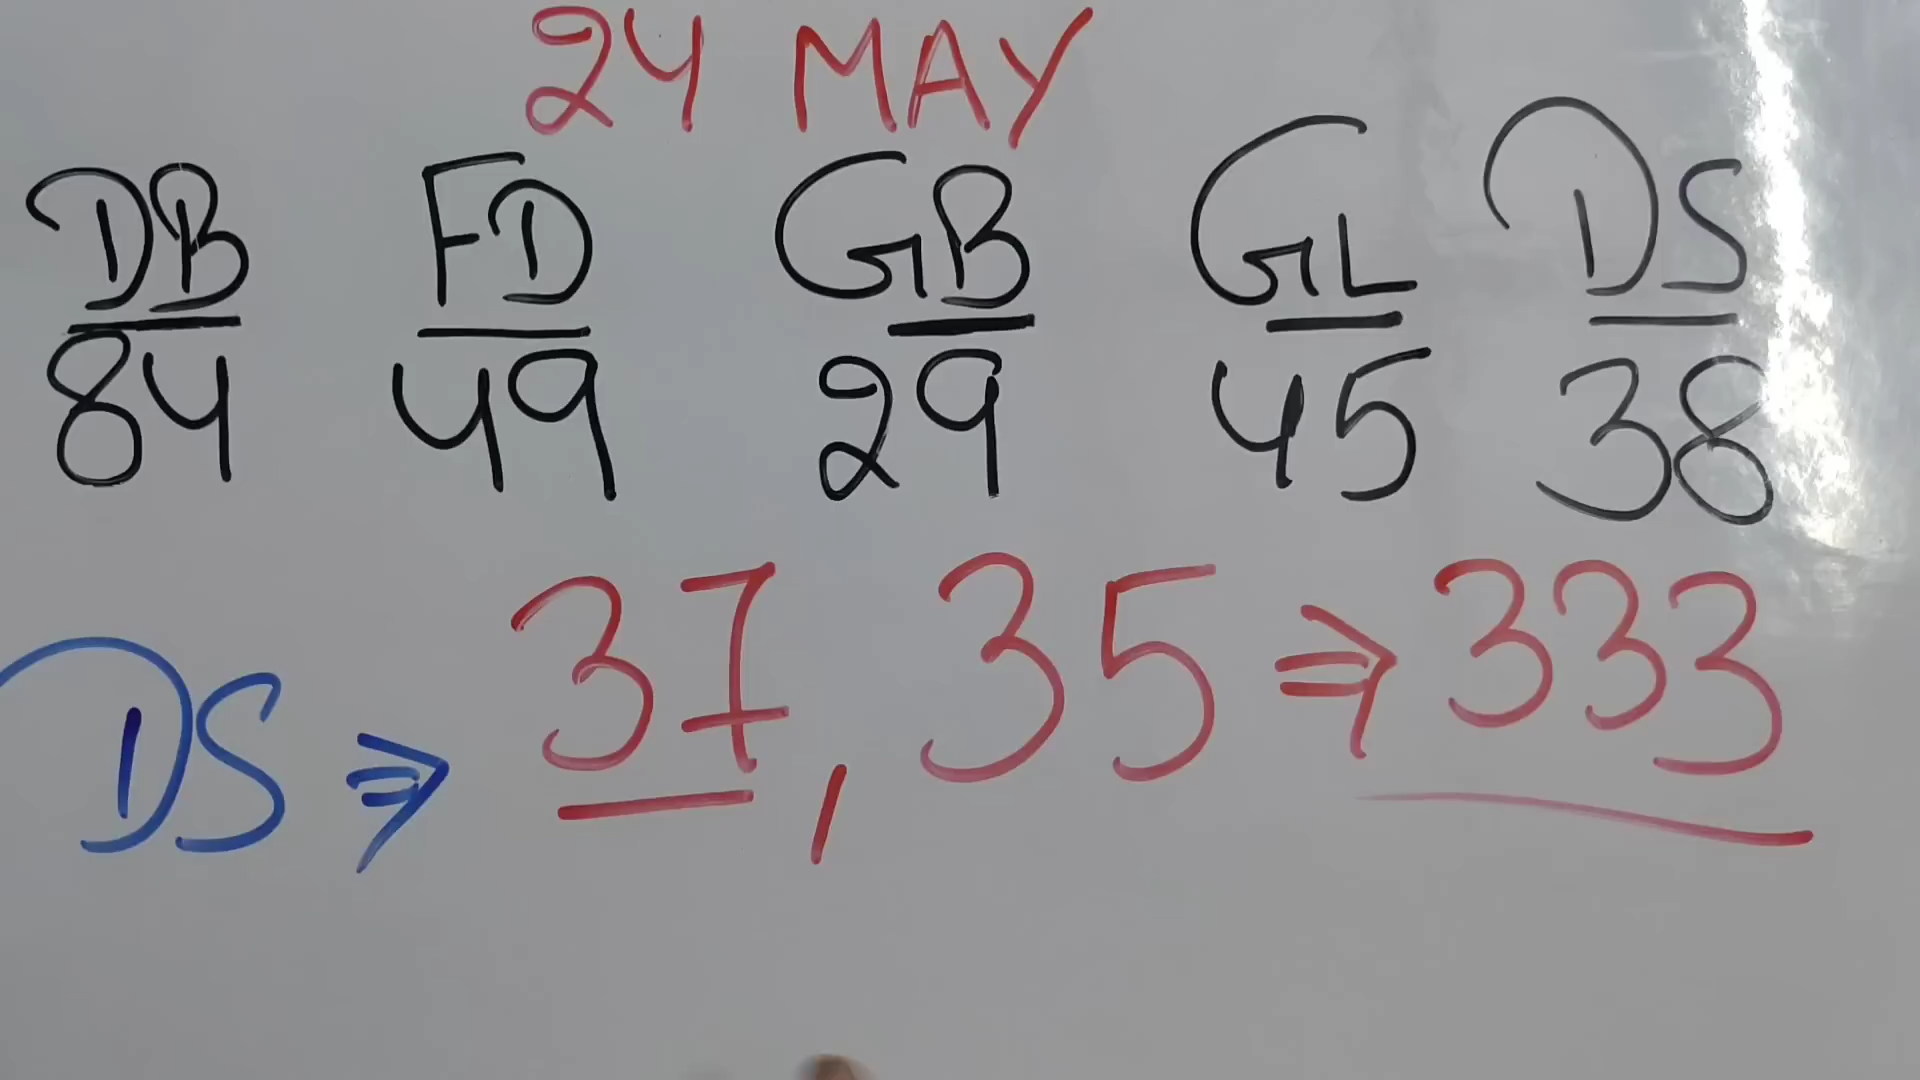 24 MAY
DB FD GB GL DS
84 49 29 45 38
DS ⇒ 37, 35 ⇒ 333